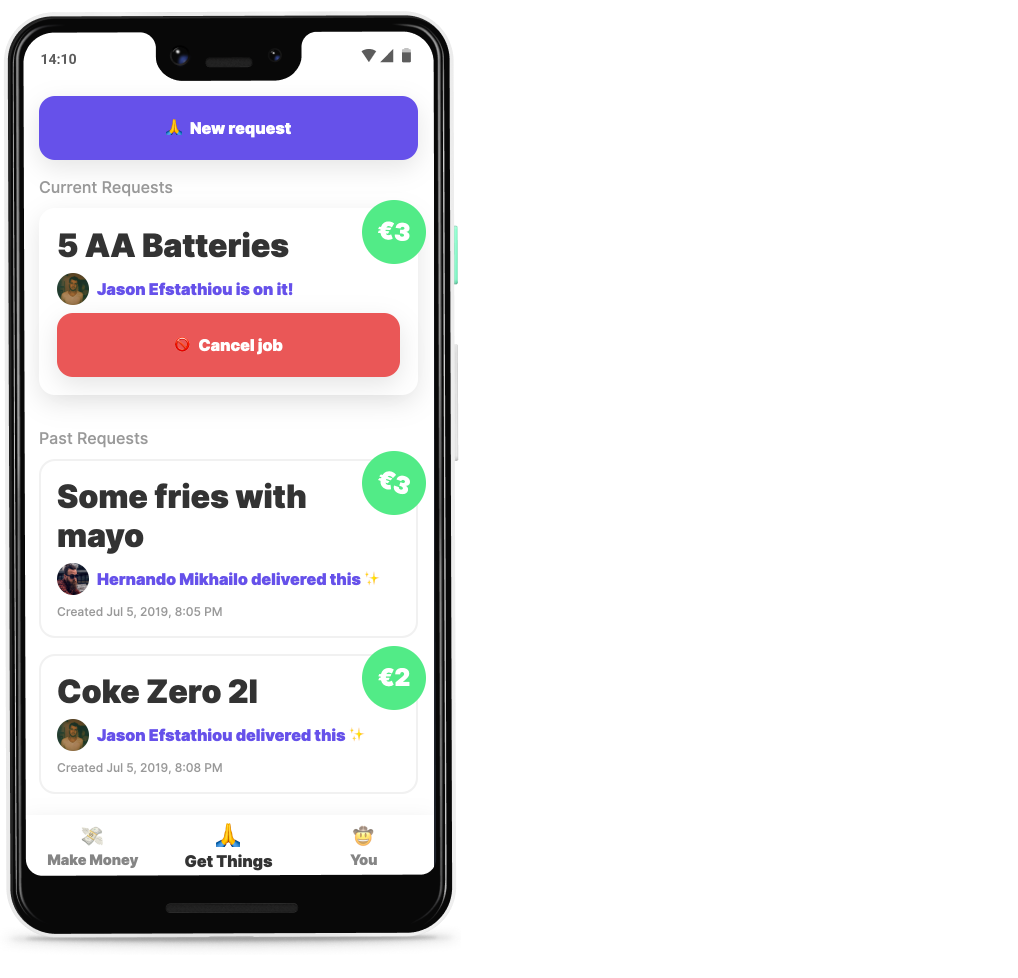 14:10
🙏 New request
Current Requests
5 AA Batteries
€3
Jason Efstathiou is on it!
🚫 Cancel job
Past Requests
Some fries with
mayo
€3
Hernando Mikhailo delivered this ✨
Created Jul 5, 2019, 8:05 PM
Coke Zero 2l
€2
Jason Efstathiou delivered this ✨
Created Jul 5, 2019, 8:08 PM
Make Money
Get Things
You